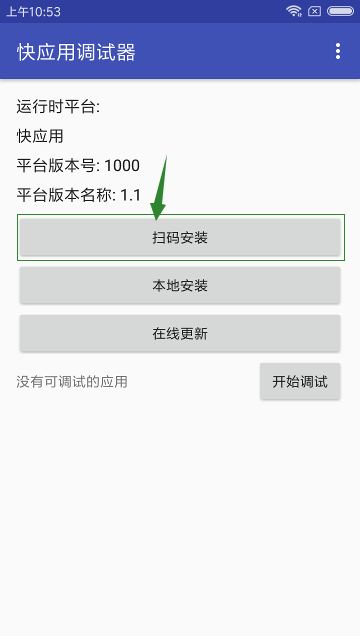 上午10:53
快应用调试器
运行时平台:
快应用
平台版本号: 1000
平台版本名称: 1.1
扫码安装
本地安装
在线更新
没有可调试的应用
开始调试